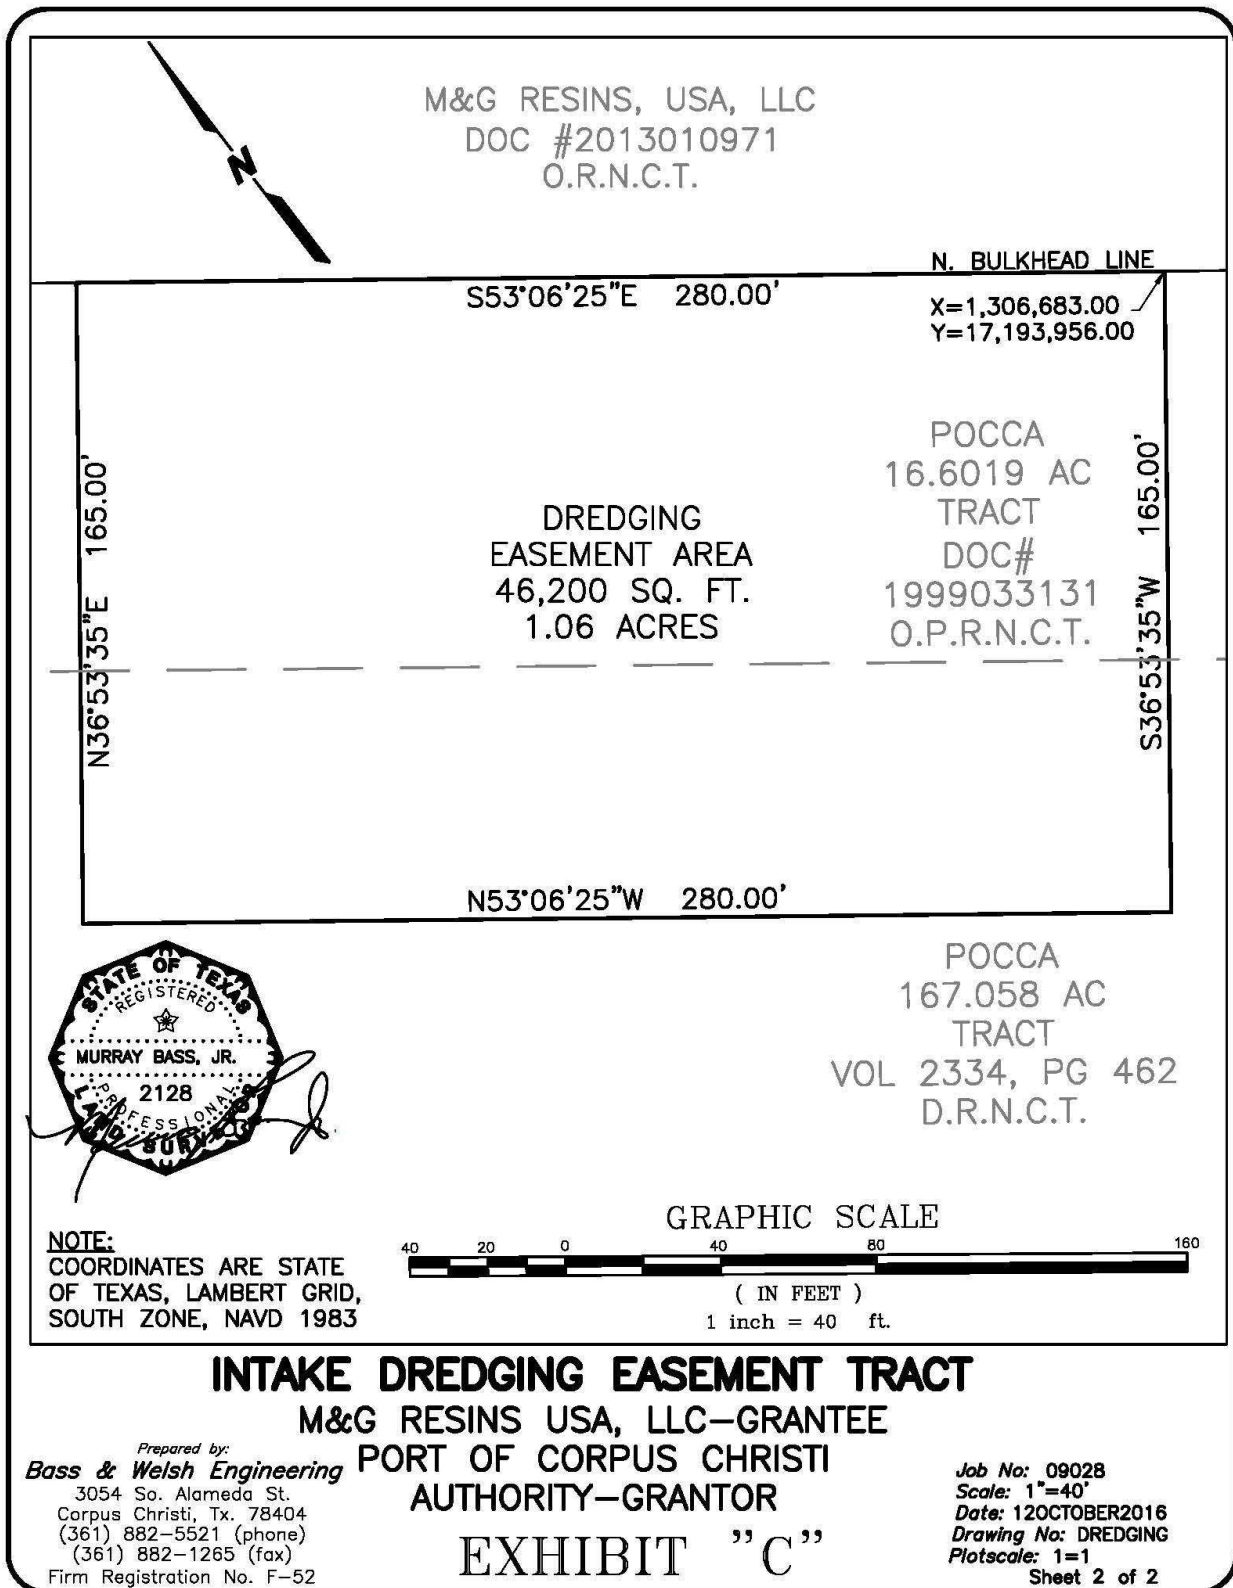 M&G RESINS, USA, LLC
DOC #2013010971
O.R.N.C.T.
N
N. BULKHEAD LINE
S53°06'25"E 280.00'
X=1,306,683.00
Y=17,193,956.00
N36°53'35"E 165.00'
DREDGING
EASEMENT AREA
46,200 SQ. FT.
1.06 ACRES
POCCA
16.6019 AC
TRACT
DOC#
1999033131
O.P.R.N.C.T.
S36°53'35"W 165.00'
N53°06'25"W 280.00'
STATE OF TEXAS
REGISTERED
MURRAY BASS, JR.
2128
PROFESSIONAL
LAND SURVEYOR
POCCA
167.058 AC
TRACT
VOL 2334, PG 462
D.R.N.C.T.
NOTE:
COORDINATES ARE STATE
OF TEXAS, LAMBERT GRID,
SOUTH ZONE, NAVD 1983
GRAPHIC SCALE
40 20 0 40 80 160
( IN FEET )
1 inch = 40 ft.
INTAKE DREDGING EASEMENT TRACT
M&G RESINS USA, LLC-GRANTEE
PORT OF CORPUS CHRISTI
AUTHORITY-GRANTOR
EXHIBIT "C"
Prepared by:
Bass & Welsh Engineering
3054 So. Alameda St.
Corpus Christi, Tx. 78404
(361) 882-5521 (phone)
(361) 882-1265 (fax)
Firm Registration No. F-52
Job No: 09028
Scale: 1"=40'
Date: 12OCTOBER2016
Drawing No: DREDGING
Plotscale: 1=1
Sheet 2 of 2